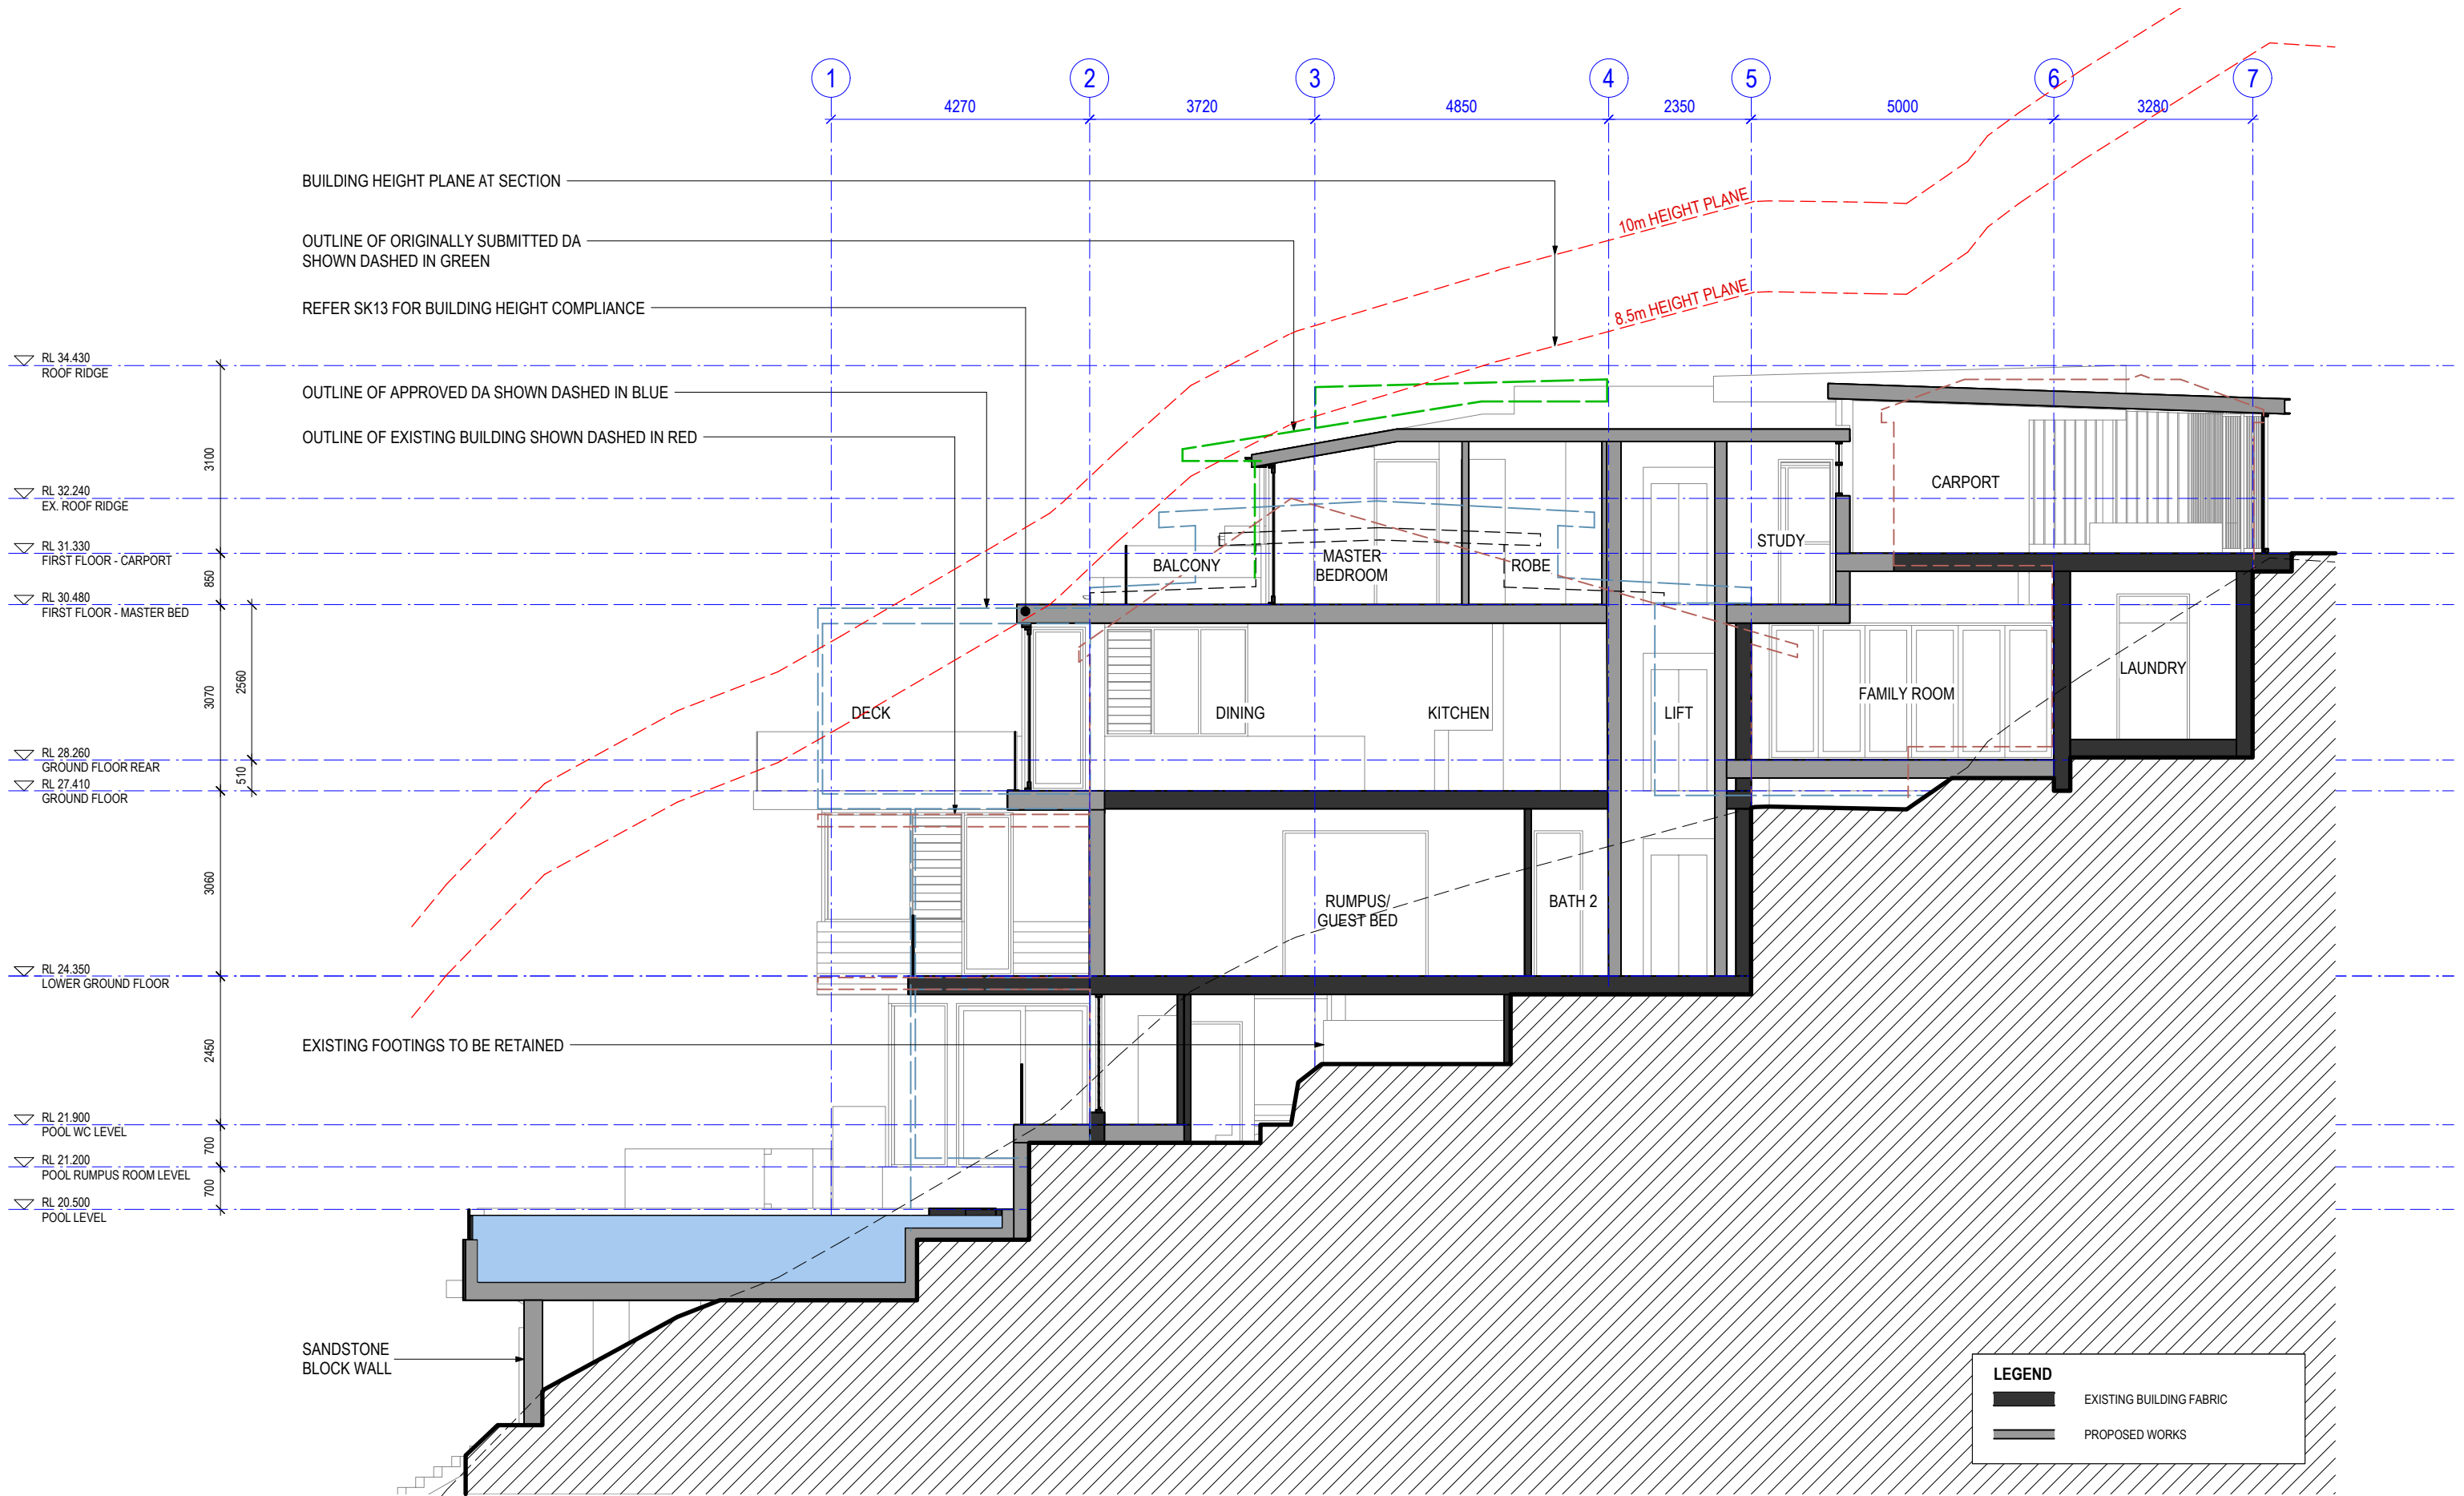 1
2
3
4
5
6
7
4270
3720
4850
2350
5000
3280
BUILDING HEIGHT PLANE AT SECTION
10m HEIGHT PLANE
OUTLINE OF ORIGINALLY SUBMITTED DA
SHOWN DASHED IN GREEN
8.5m HEIGHT PLANE
REFER SK13 FOR BUILDING HEIGHT COMPLIANCE
RL 34.430
ROOF RIDGE
OUTLINE OF APPROVED DA SHOWN DASHED IN BLUE
OUTLINE OF EXISTING BUILDING SHOWN DASHED IN RED
3100
CARPORT
RL 32.240
EX. ROOF RIDGE
STUDY
RL 31.330
FIRST FLOOR - CARPORT
BALCONY
MASTER
BEDROOM
ROBE
850
RL 30.480
FIRST FLOOR - MASTER BED
LAUNDRY
FAMILY ROOM
2560
3070
DECK
DINING
KITCHEN
LIFT
RL 28.260
GROUND FLOOR REAR
510
RL 27.410
GROUND FLOOR
3060
RUMPUS/
GUEST BED
BATH 2
RL 24.350
LOWER GROUND FLOOR
EXISTING FOOTINGS TO BE RETAINED
2450
RL 21.900
POOL WC LEVEL
700
RL 21.200
POOL RUMPUS ROOM LEVEL
700
RL 20.500
POOL LEVEL
SANDSTONE
BLOCK WALL
LEGEND
EXISTING BUILDING FABRIC
PROPOSED WORKS